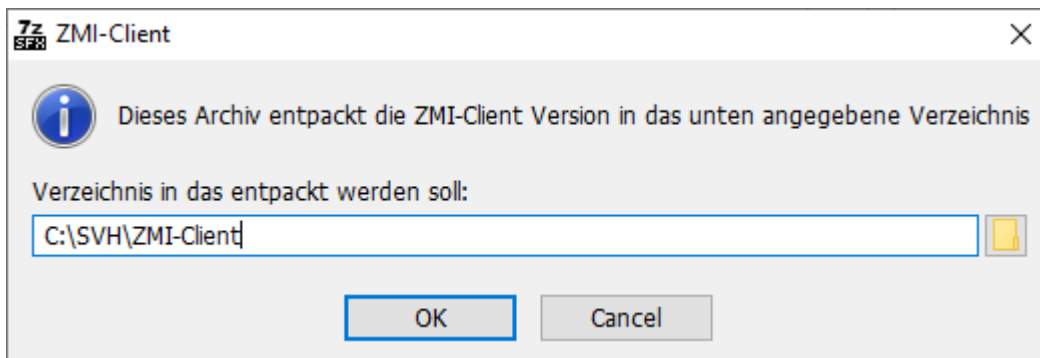 7z
SFX
ZMI-Client
Dieses Archiv entpackt die ZMI-Client Version in das unten angegebene Verzeichnis
Verzeichnis in das entpackt werden soll:
C:\SVH\ZMI-Client
OK
Cancel